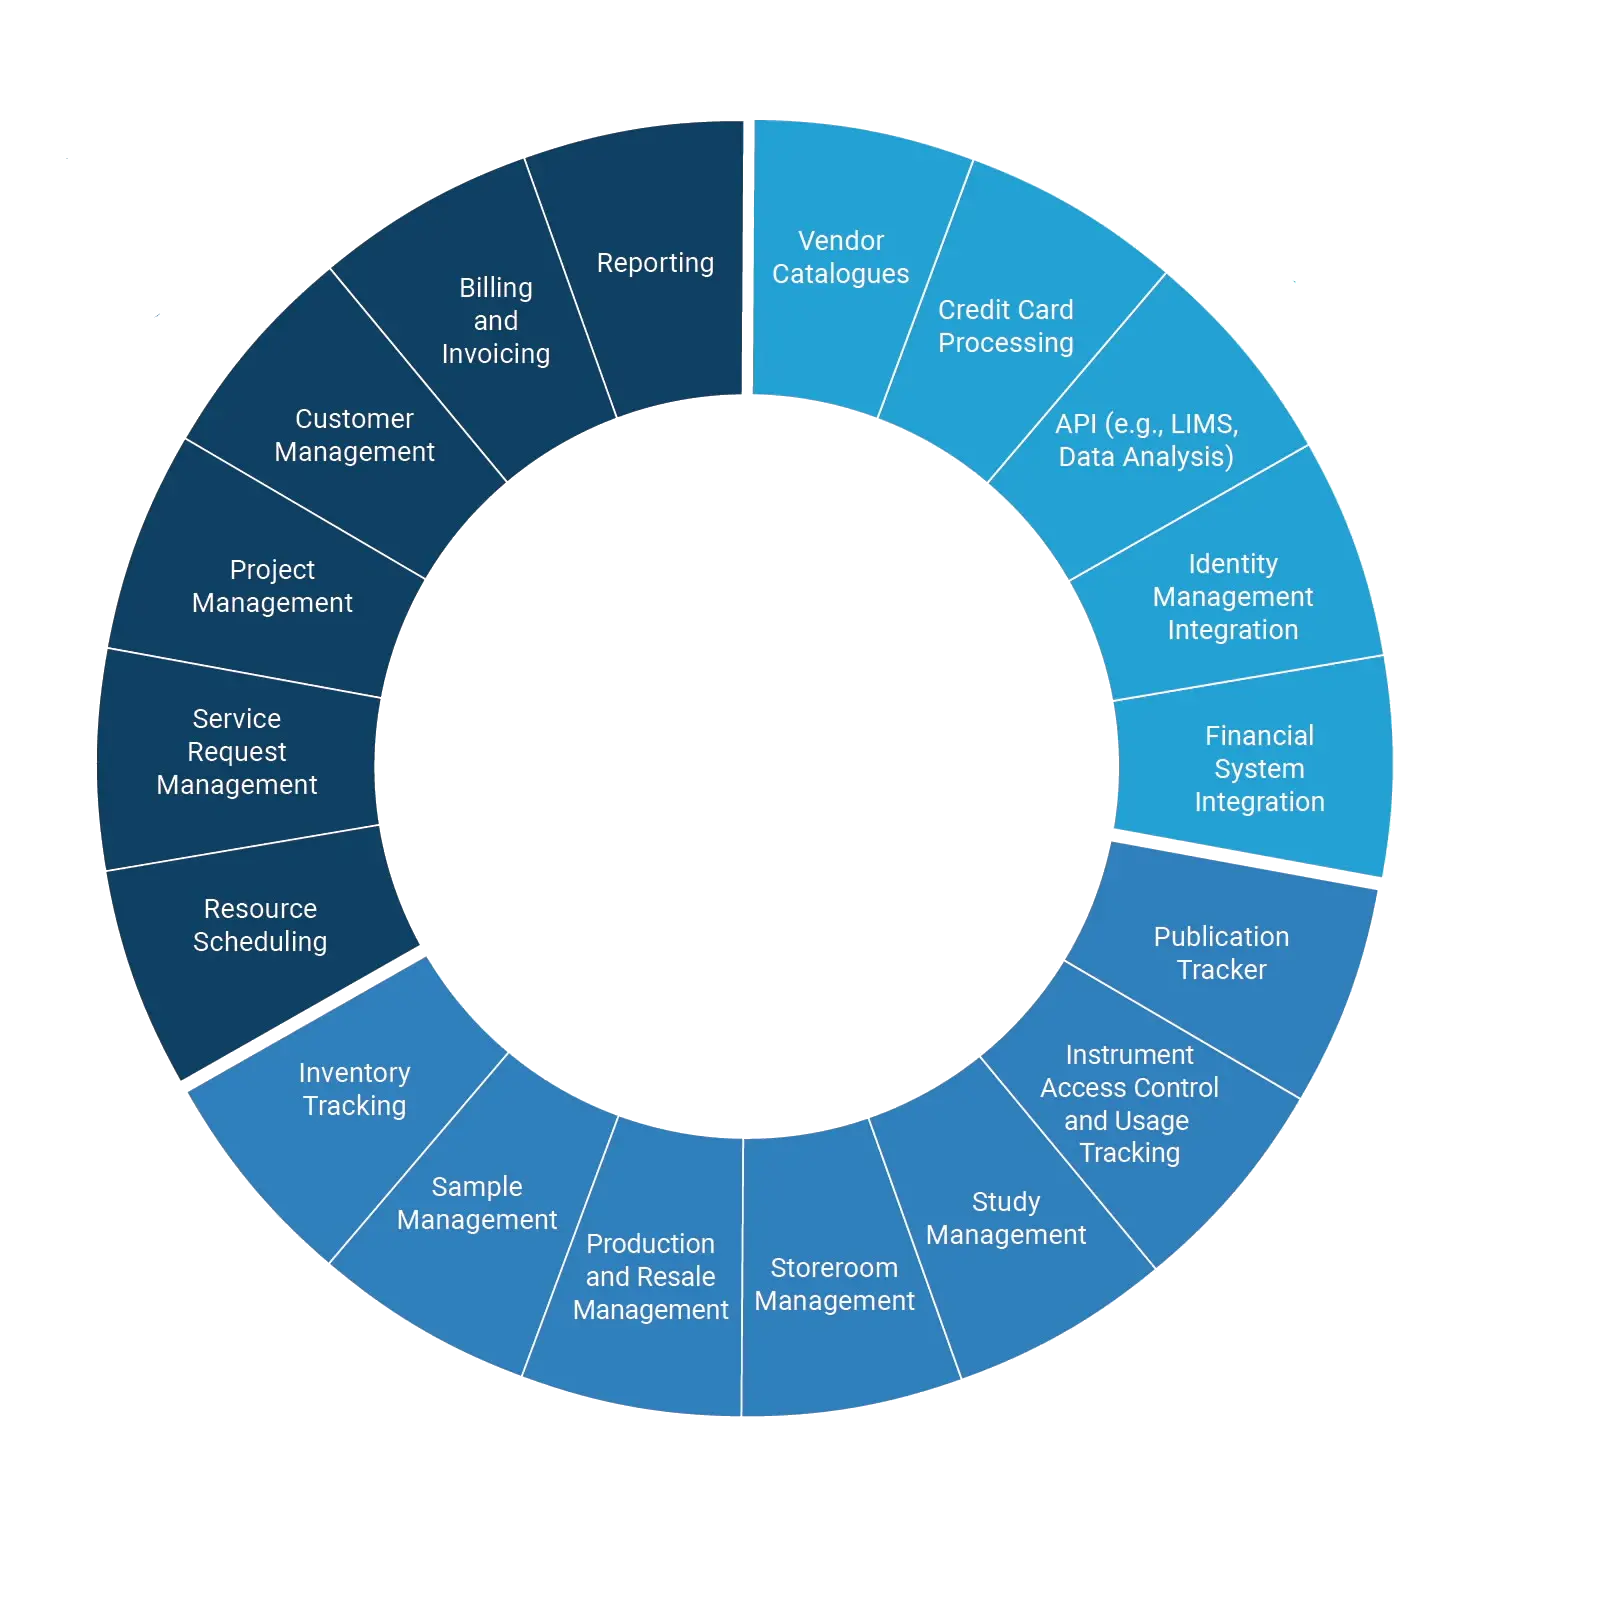 Reporting
Vendor
Catalogues
Credit Card
Processing
API (e.g., LIMS,
Data Analysis)
Identity
Management
Integration
Financial
System
Integration
Publication
Tracker
Instrument
Access Control
and Usage
Tracking
Study
Management
Storeroom
Management
Production
and Resale
Management
Sample
Management
Inventory
Tracking
Resource
Scheduling
Service
Request
Management
Project
Management
Customer
Management
Billing
and
Invoicing